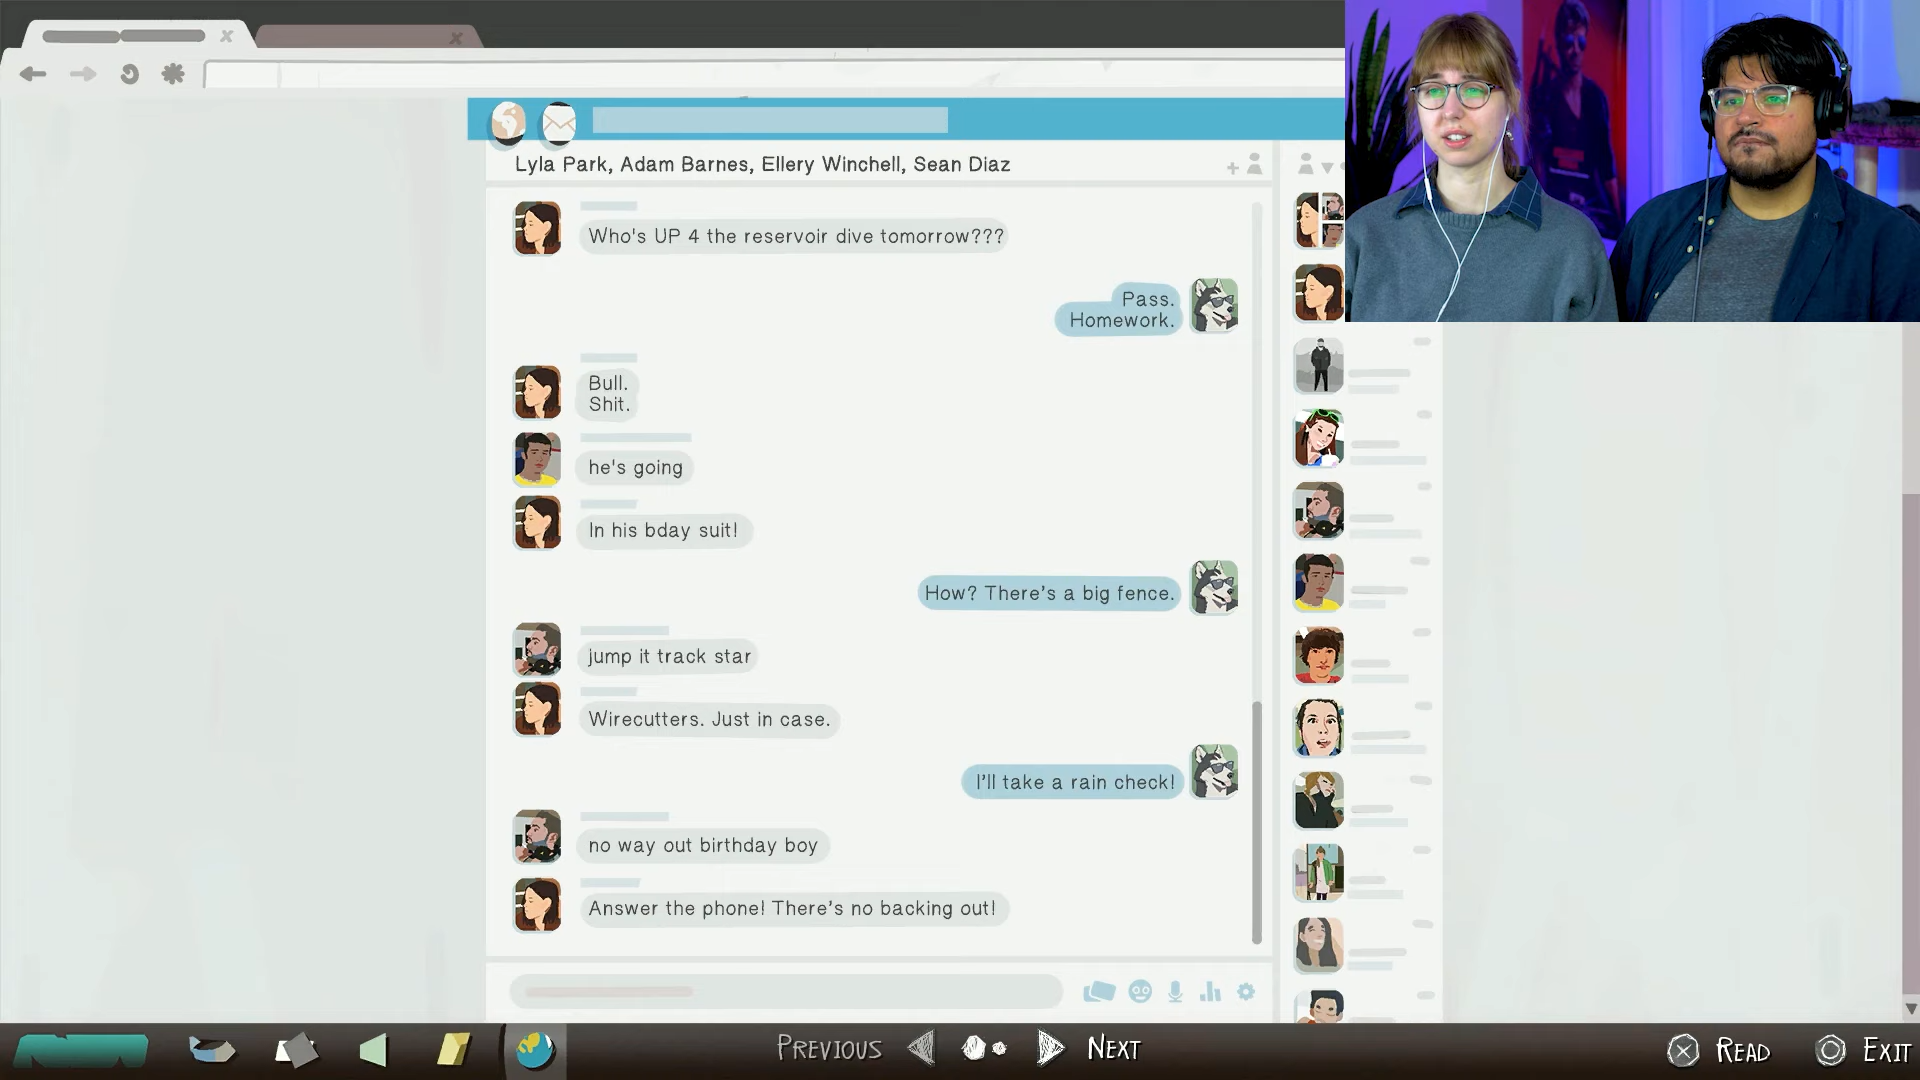 Lyla Park, Adam Barnes, Ellery Winchell, Sean Diaz
Who's UP 4 the reservoir dive tomorrow???
Pass.
Homework.
Bull.
Shit.
he's going
In his bday suit!
How? There's a big fence.
jump it track star
Wirecutters. Just in case.
I'll take a rain check!
no way out birthday boy
Answer the phone! There's no backing out!
PREVIOUS
NEXT
READ
EXIT